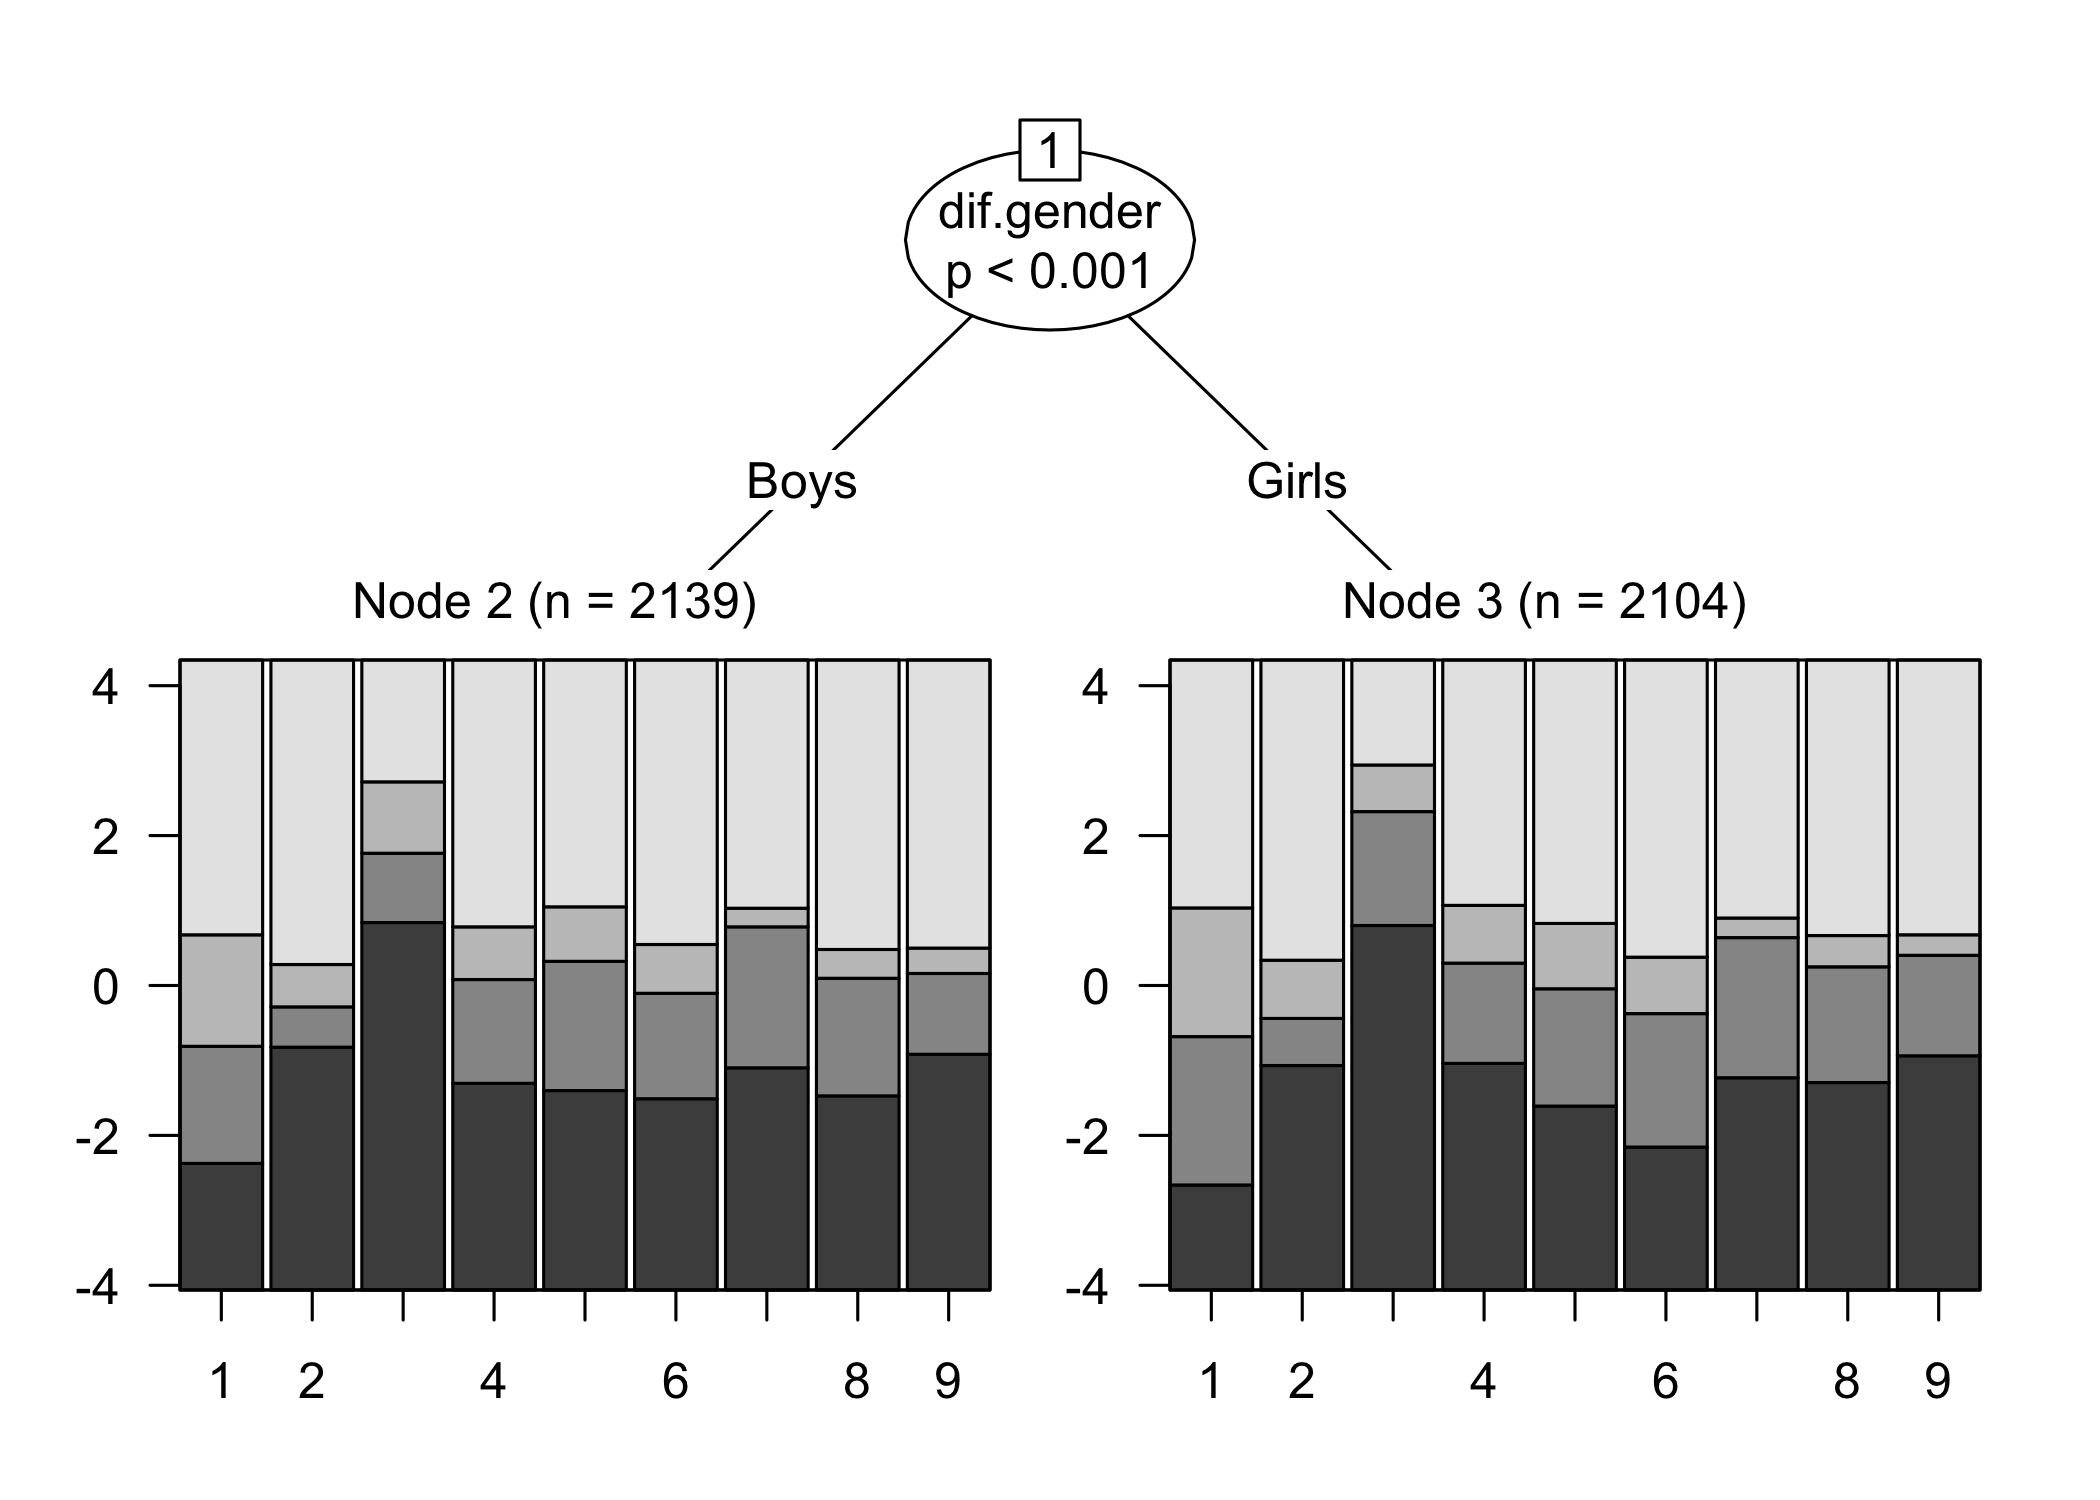 1
dif.gender
p < 0.001
Boys
Girls
Node 2 (n = 2139)
Node 3 (n = 2104)
4
2
0
-2
-4
1 2 4 6 8 9
4
2
0
-2
-4
1 2 4 6 8 9